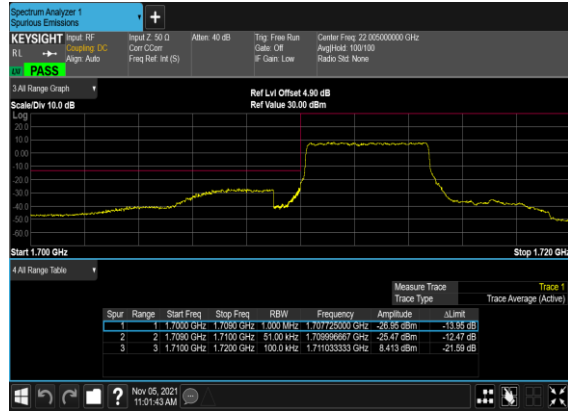 Spectrum Analyzer 1
Spurious Emissions
KEYSIGHT Input: RF Input Z: 50 Ω Atten: 40 dB Trig: Free Run Center Freq: 22.005000000 GHz
RL Coupling: DC Corr CCorr Gate: Off Avg|Hold: 100/100
Align: Auto Freq Ref: Int (S) IF Gain: Low Radio Std: None
PASS
3 All Range Graph
Ref Lvl Offset 4.90 dB
Scale/Div 10.0 dB Ref Value 30.00 dBm
Log
20.0
10.0
0.00
-10.0
-20.0
-30.0
-40.0
-50.0
-60.0
Start 1.700 GHz Stop 1.720 GHz
4 All Range Table
Measure Trace Trace 1
Trace Type Trace Average (Active)
Spur Range Start Freq Stop Freq RBW Frequency Amplitude ΔLimit
1 1 1.7000 GHz 1.7090 GHz 1.000 MHz 1.707725000 GHz -26.95 dBm -13.95 dB
2 2 1.7090 GHz 1.7100 GHz 51.00 kHz 1.709996667 GHz -25.47 dBm -12.47 dB
3 3 1.7100 GHz 1.7200 GHz 100.0 kHz 1.711033333 GHz 8.413 dBm -21.59 dB
? Nov 05, 2021
11:01:43 AM